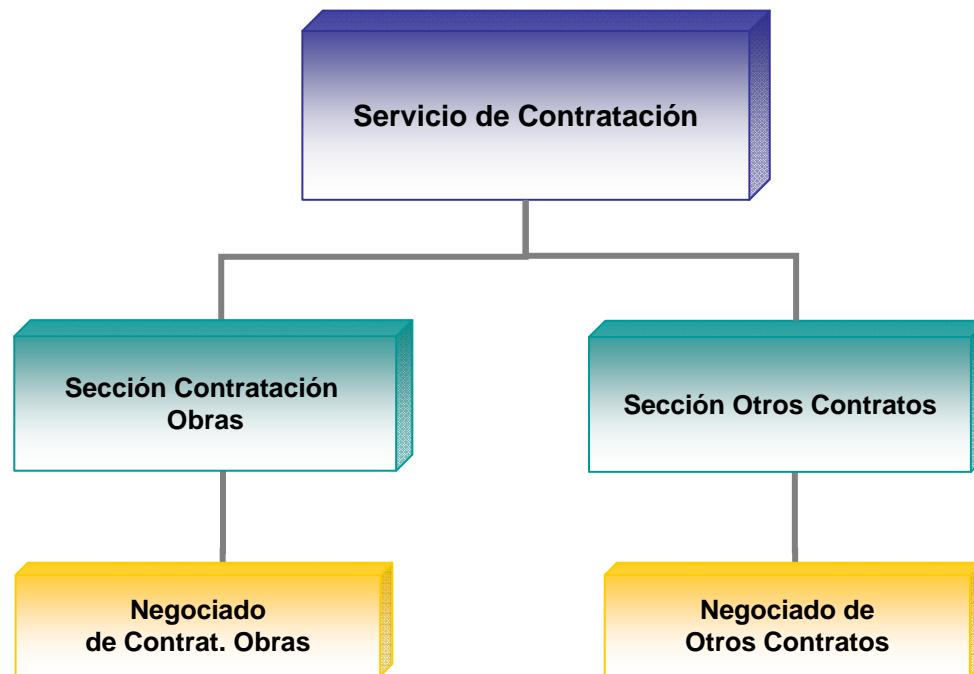 Servicio de Contratación
Sección Contratación
Obras
Sección Otros Contratos
Negociado
de Contrat. Obras
Negociado de
Otros Contratos